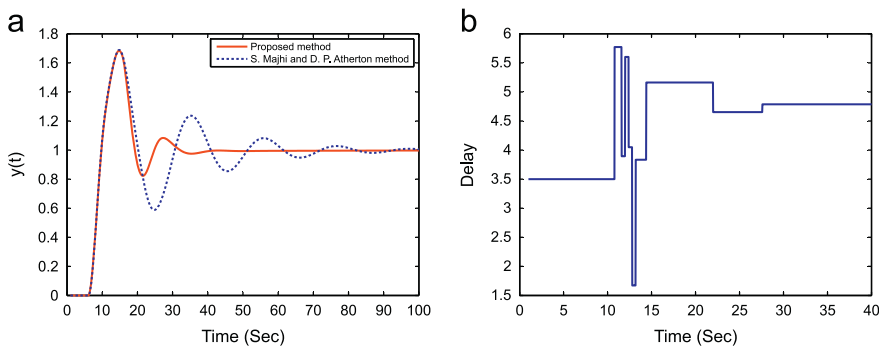 a
1.8
1.6
1.4
1.2
1
0.8
0.6
0.4
0.2
0
y(t)
Proposed method
S. Majhi and D. P. Atherton method
0 10 20 30 40 50 60 70 80 90 100
Time (Sec)
b
6
5.5
5
4.5
4
3.5
3
2.5
2
1.5
Delay
0 5 10 15 20 25 30 35 40
Time (Sec)